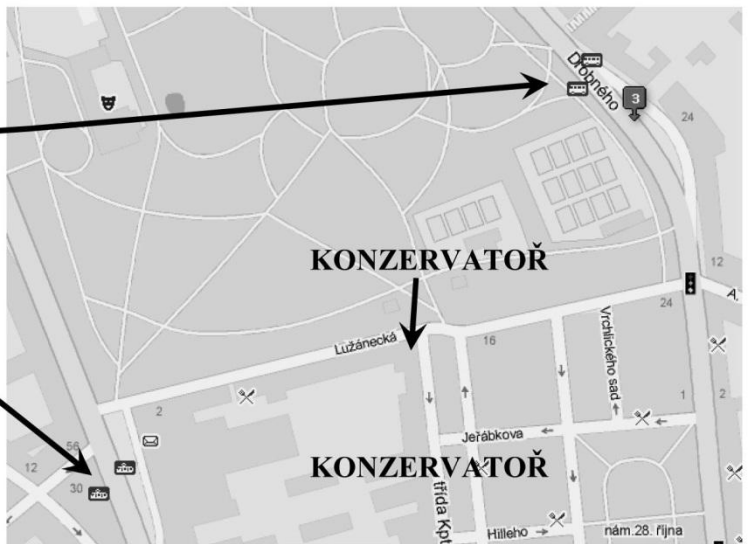 Drobného
3
24
12
KONZERVATOŘ
24
A.
Lužánecká
16
Vrchlického sad
2
1
2
Jeřábkova
56
12
30
KONZERVATOŘ
třída Kpt
Hilleho
nám.28. října